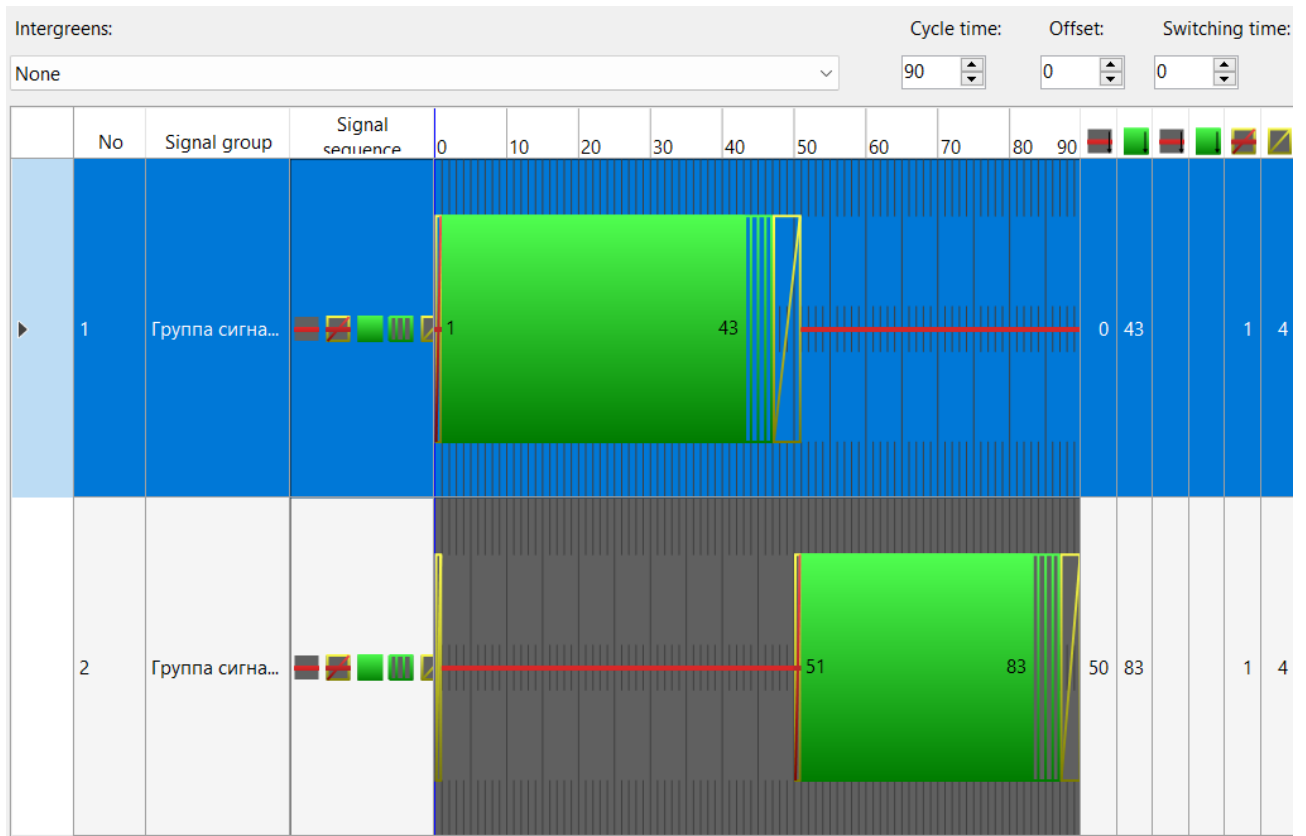 Intergreens:
Cycle time:
Offset:
Switching time:
None
90
0
0
No
Signal group
Signal
sequence
0 10 20 30 40 50 60 70 80 90
1
Группа сигна...
1
43
0
43
1
4
2
Группа сигна...
51
83
50
83
1
4